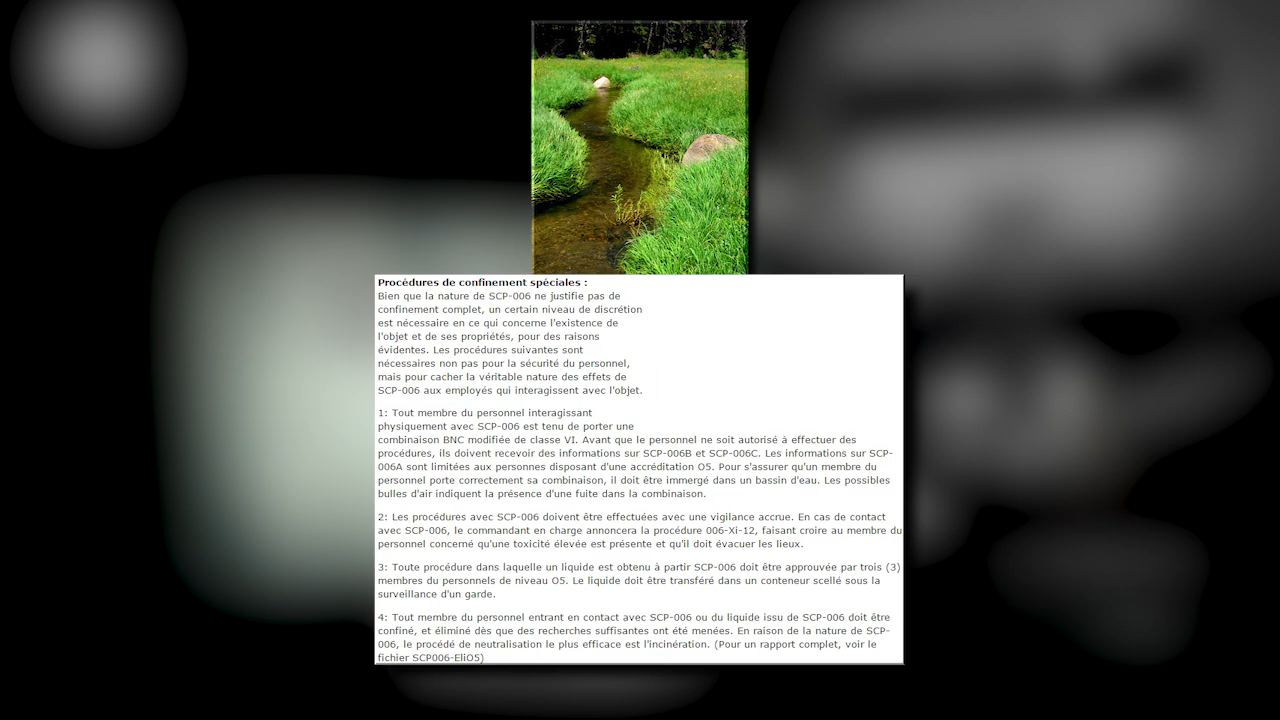 Procédures de confinement spéciales :
Bien que la nature de SCP-006 ne justifie pas de
confinement complet, un certain niveau de discrétion
est nécessaire en ce qui concerne l'existence de
l'objet et de ses propriétés, pour des raisons
évidentes. Les procédures suivantes sont
nécessaires non pas pour la sécurité du personnel,
mais pour cacher la véritable nature des effets de
SCP-006 aux employés qui interagissent avec l'objet.
1: Tout membre du personnel interagissant
physiquement avec SCP-006 est tenu de porter une
combinaison BNC modifiée de classe VI. Avant que le personnel ne soit autorisé à effectuer des
procédures, ils doivent recevoir des informations sur SCP-006B et SCP-006C. Les informations sur SCP-
006A sont limitées aux personnes disposant d'une accréditation O5. Pour s'assurer qu'un membre du
personnel porte correctement sa combinaison, il doit être immergé dans un bassin d'eau. Les possibles
bulles d'air indiquent la présence d'une fuite dans la combinaison.
2: Les procédures avec SCP-006 doivent être effectuées avec une vigilance accrue. En cas de contact
avec SCP-006, le commandant en charge annoncera la procédure 006-Xi-12, faisant croire au membre du
personnel concerné qu'une toxicité élevée est présente et qu'il doit évacuer les lieux.
3: Toute procédure dans laquelle un liquide est obtenu à partir SCP-006 doit être approuvée par trois (3)
membres du personnels de niveau O5. Le liquide doit être transféré dans un conteneur scellé sous la
surveillance d'un garde.
4: Tout membre du personnel entrant en contact avec SCP-006 ou du liquide issu de SCP-006 doit être
confiné, et éliminé dès que des recherches suffisantes ont été menées. En raison de la nature de SCP-
006, le procédé de neutralisation le plus efficace est l'incinération. (Pour un rapport complet, voir le
fichier SCP006-EliO5)